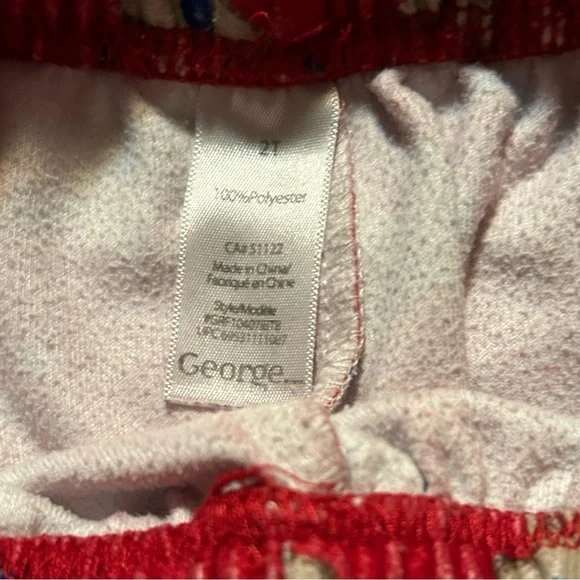 2T
100%Polyester
CA# 51122
Made in China/
Fabriqué en Chine
Style/Modèle
George